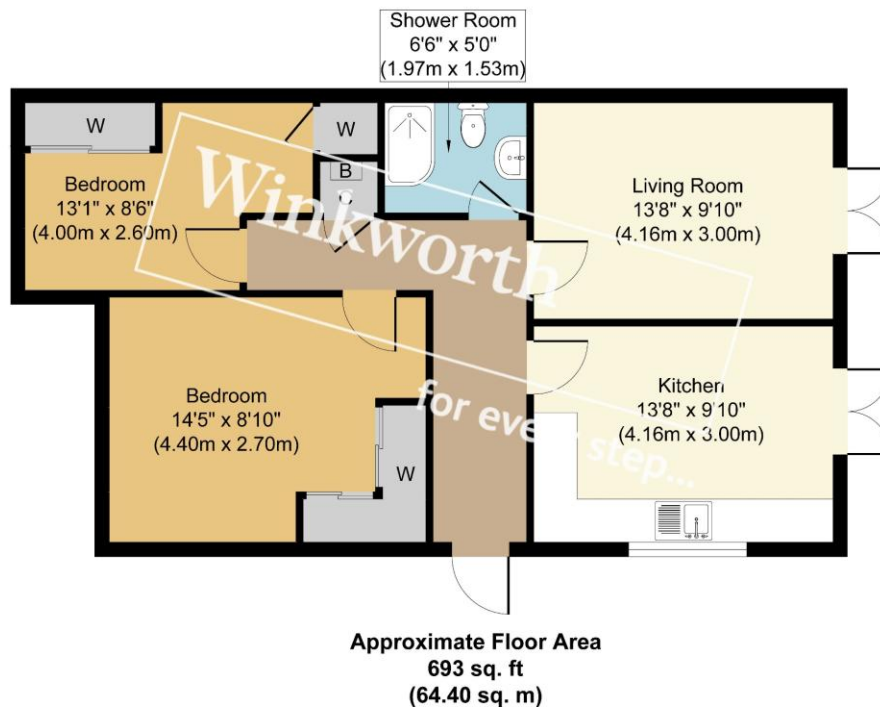 Shower Room
6'6" x 5'0"
(1.97m x 1.53m)
W
W
B
C
Bedroom
13'1" x 8'6"
(4.00m x 2.60m)
Living Room
13'8" x 9'10"
(4.16m x 3.00m)
Winkworth
for every step...
Bedroom
14'5" x 8'10"
(4.40m x 2.70m)
W
Kitchen
13'8" x 9'10"
(4.16m x 3.00m)
Approximate Floor Area
693 sq. ft
(64.40 sq. m)